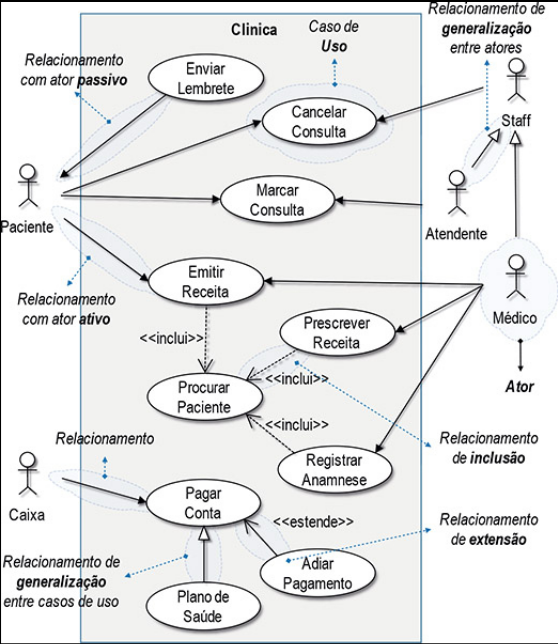 Relacionamento de
generalização
entre atores
Clinica
Caso de
Uso
Relacionamento
com ator passivo
Enviar
Lembrete
Cancelar
Consulta
Staff
Paciente
Marcar
Consulta
Atendente
Emitir
Receita
Médico
Relacionamento
com ator ativo
<<inclui>>
Prescrever
Receita
Procurar
Paciente
<<inclui>>
Ator
<<inclui>>
Relacionamento
Registrar
Anamnese
Relacionamento
de inclusão
Caixa
Pagar
Conta
<<estende>>
Relacionamento
de extensão
Relacionamento de
generalização
entre casos de uso
Adiar
Pagamento
Plano de
Saúde